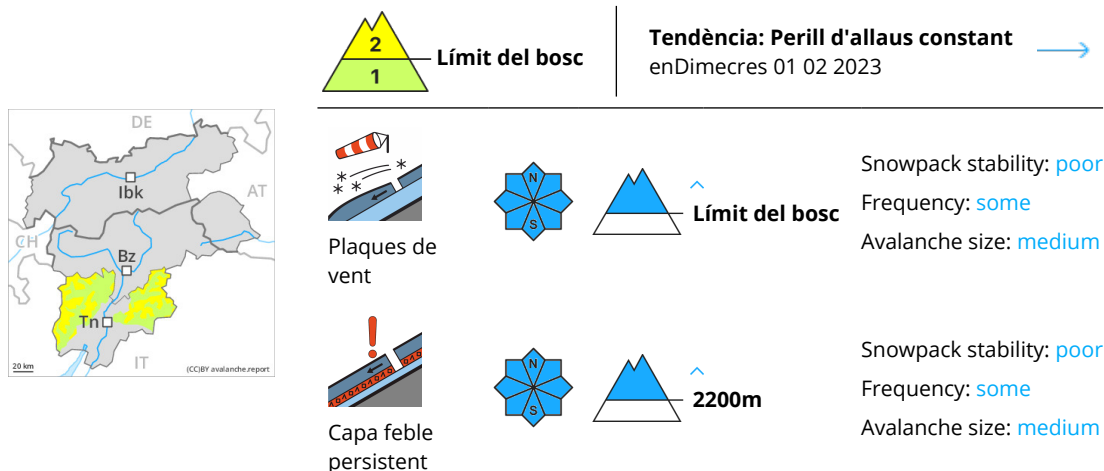 2
1
Límit del bosc
Tendència: Perill d'allaus constant
enDimecres 01 02 2023
DE
Ibk
AT
CH
Bz
Tn
IT
20 km
(CC)BY avalanche.report
N
S
Límit del bosc
Plaques de
vent
Snowpack stability: poor
Frequency: some
Avalanche size: medium
N
S
2200m
Capa feble
persistent
Snowpack stability: poor
Frequency: some
Avalanche size: medium